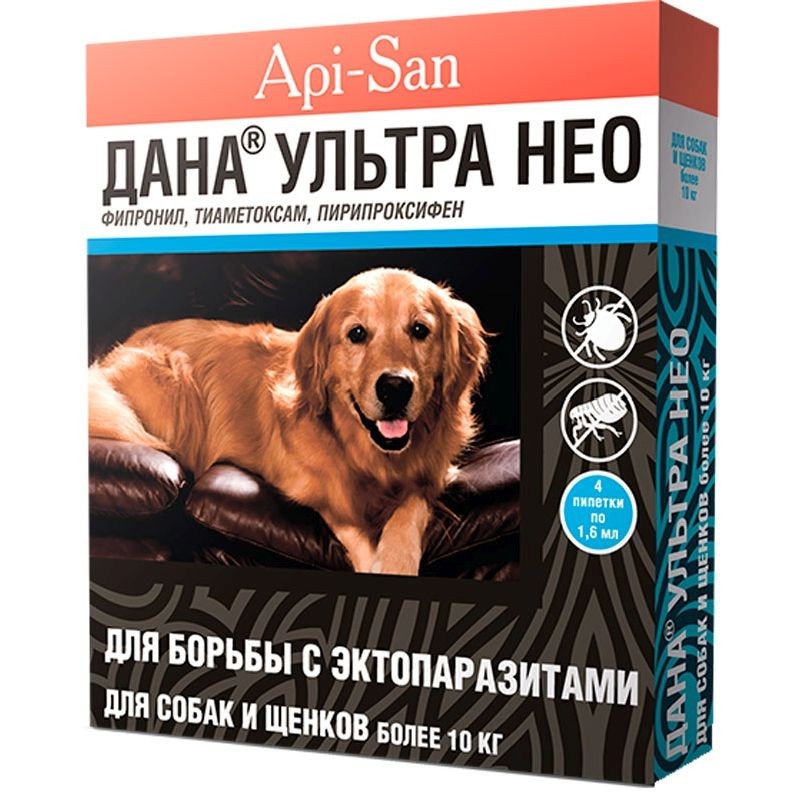 Api-San
ДАНА® УЛЬТРА НЕО
ФИПРОНИЛ, ТИАМЕТОКСАМ, ПИРИПРОКСИФЕН
4
пипетки
по
1,6 мл
ДЛЯ БОРЬБЫ С ЭКТОПАРАЗИТАМИ
ДЛЯ СОБАК И ЩЕНКОВ БОЛЕЕ 10 КГ
ДЛЯ СОБАК
И ЩЕНКОВ
более
10 кг
ДАНА® УЛЬТРА НЕО
ДЛЯ СОБАК И ЩЕНКОВ более 10 кг